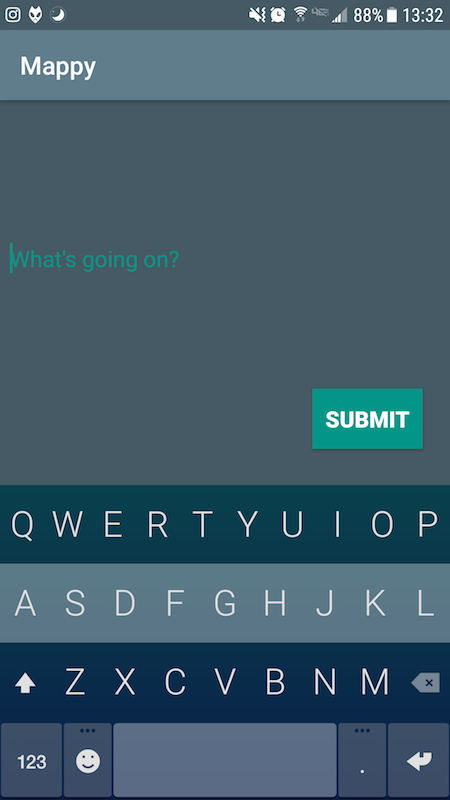 88% 13:32
Mappy
What's going on?
SUBMIT
Q W E R T Y U I O P
A S D F G H J K L
Z X C V B N M
123 .